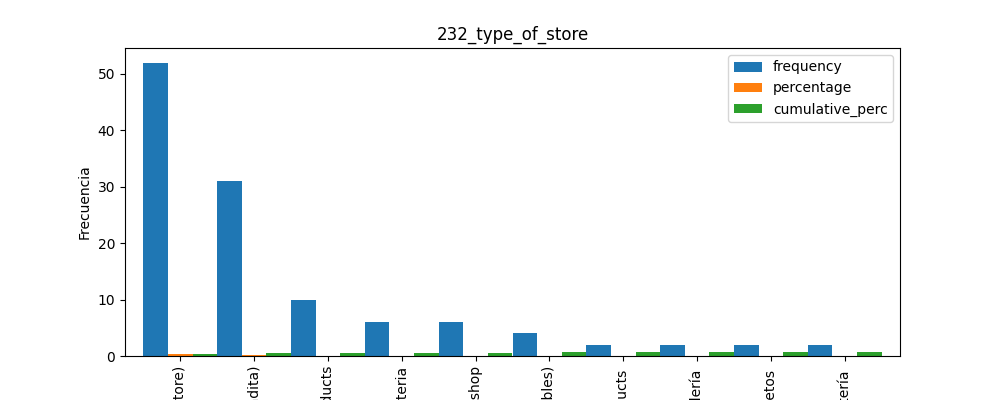 232_type_of_store
frequency
percentage
cumulative_perc
Frecuencia
50
40
30
20
10
0
tore)
dita)
ducts
teria
shop
bles)
ucts
lería
etos
tería